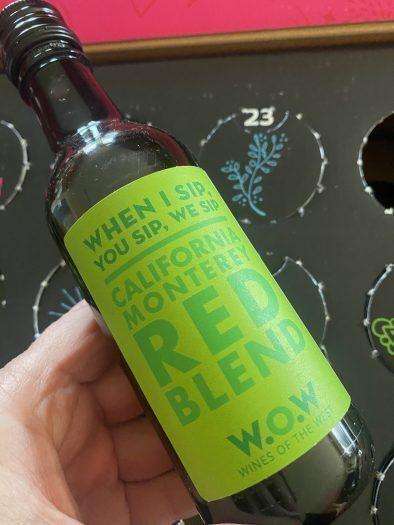 23
WHEN I SIP,
YOU SIP, WE SIP
CALIFORNIA
MONTEREY
RED
BLEND
W.O.W
WINES OF THE WEST